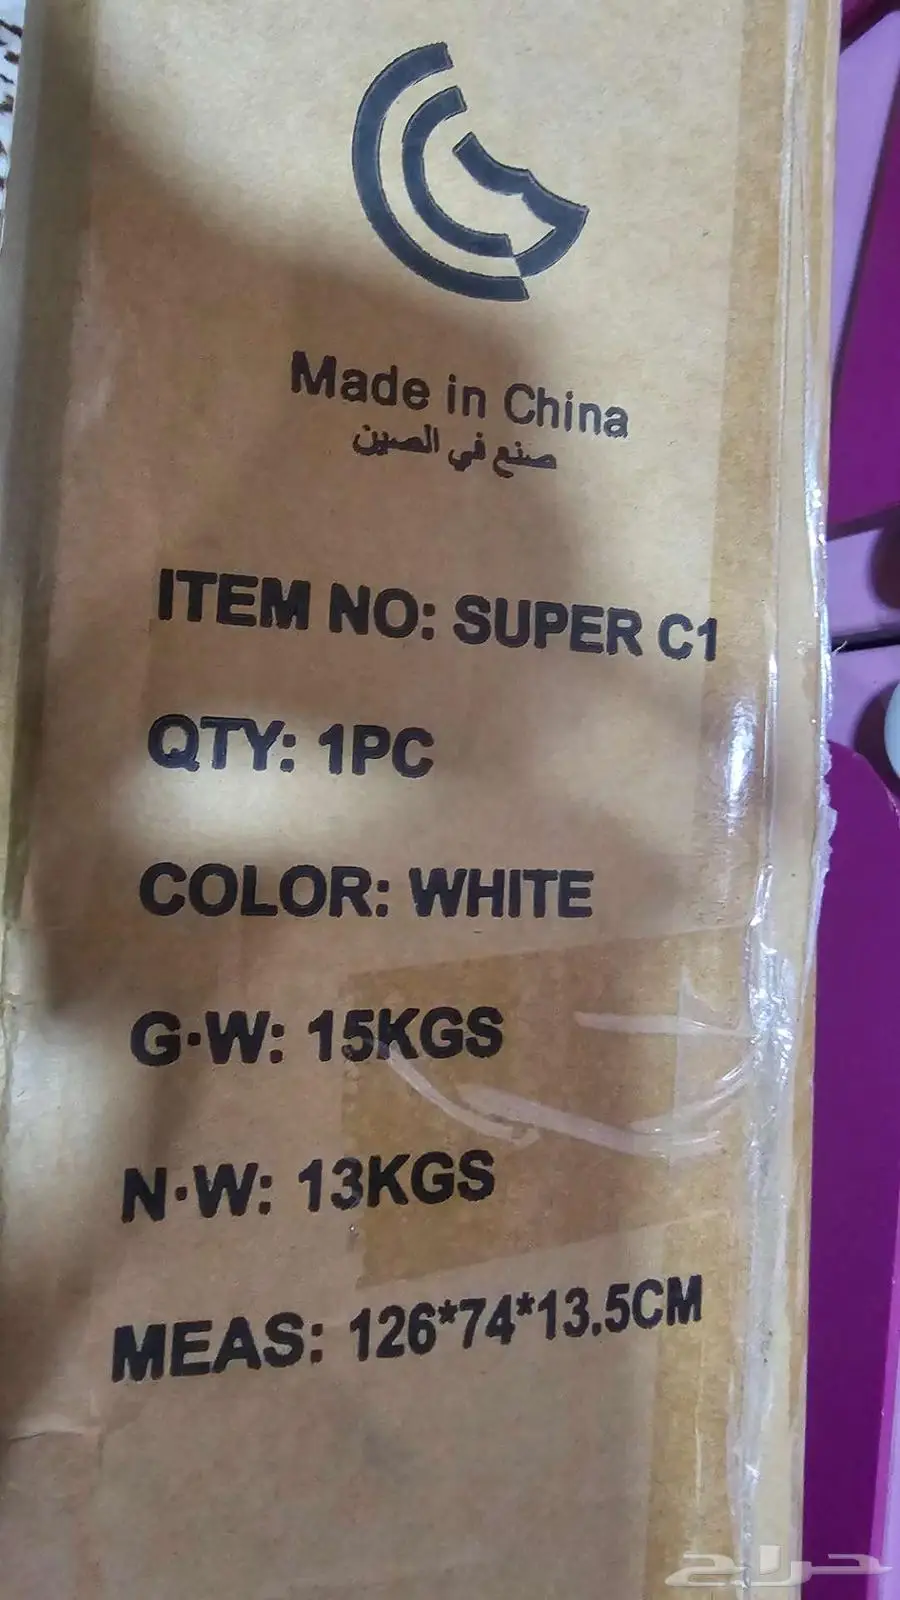 Made in China
صنع في الصين
ITEM NO: SUPER C1
QTY: 1PC
COLOR: WHITE
G·W: 15KGS
N·W: 13KGS
MEAS: 126*74*13.5CM
حراج